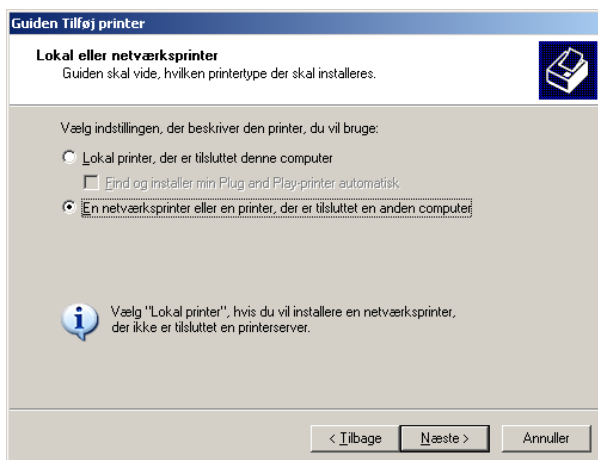 Guiden Tilføj printer
Lokal eller netværksprinter
Guiden skal vide, hvilken printertype der skal installeres.
Vælg indstillingen, der beskriver den printer, du vil bruge:
Lokal printer, der er tilsluttet denne computer
Find og installer min Plug and Play-printer automatisk
En netværksprinter eller en printer, der er tilsluttet en anden computer
Vælg "Lokal printer", hvis du vil installere en netværksprinter,
der ikke er tilsluttet en printerserver.
< Tilbage Næste > Annuller